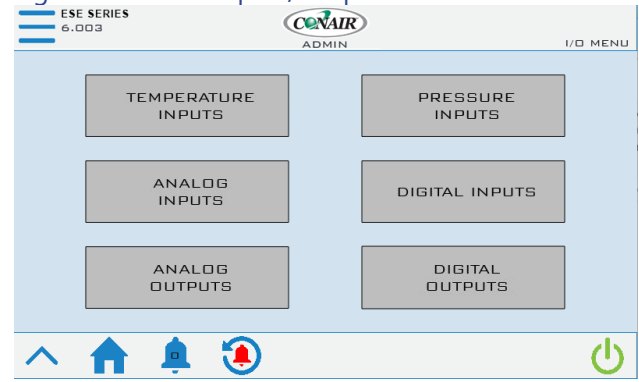 ESE SERIES
6.003
CONAIR
ADMIN
I/O MENU
TEMPERATURE
INPUTS
PRESSURE
INPUTS
ANALOG
INPUTS
DIGITAL INPUTS
ANALOG
OUTPUTS
DIGITAL
OUTPUTS
0